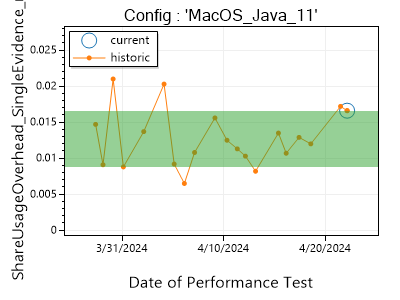 Config : 'MacOS_Java_11'
ShareUsageOverhead_SingleEvidence_
current
historic
0.025
0.02
0.015
0.01
0.005
0
3/31/2024
4/10/2024
4/20/2024
Date of Performance Test